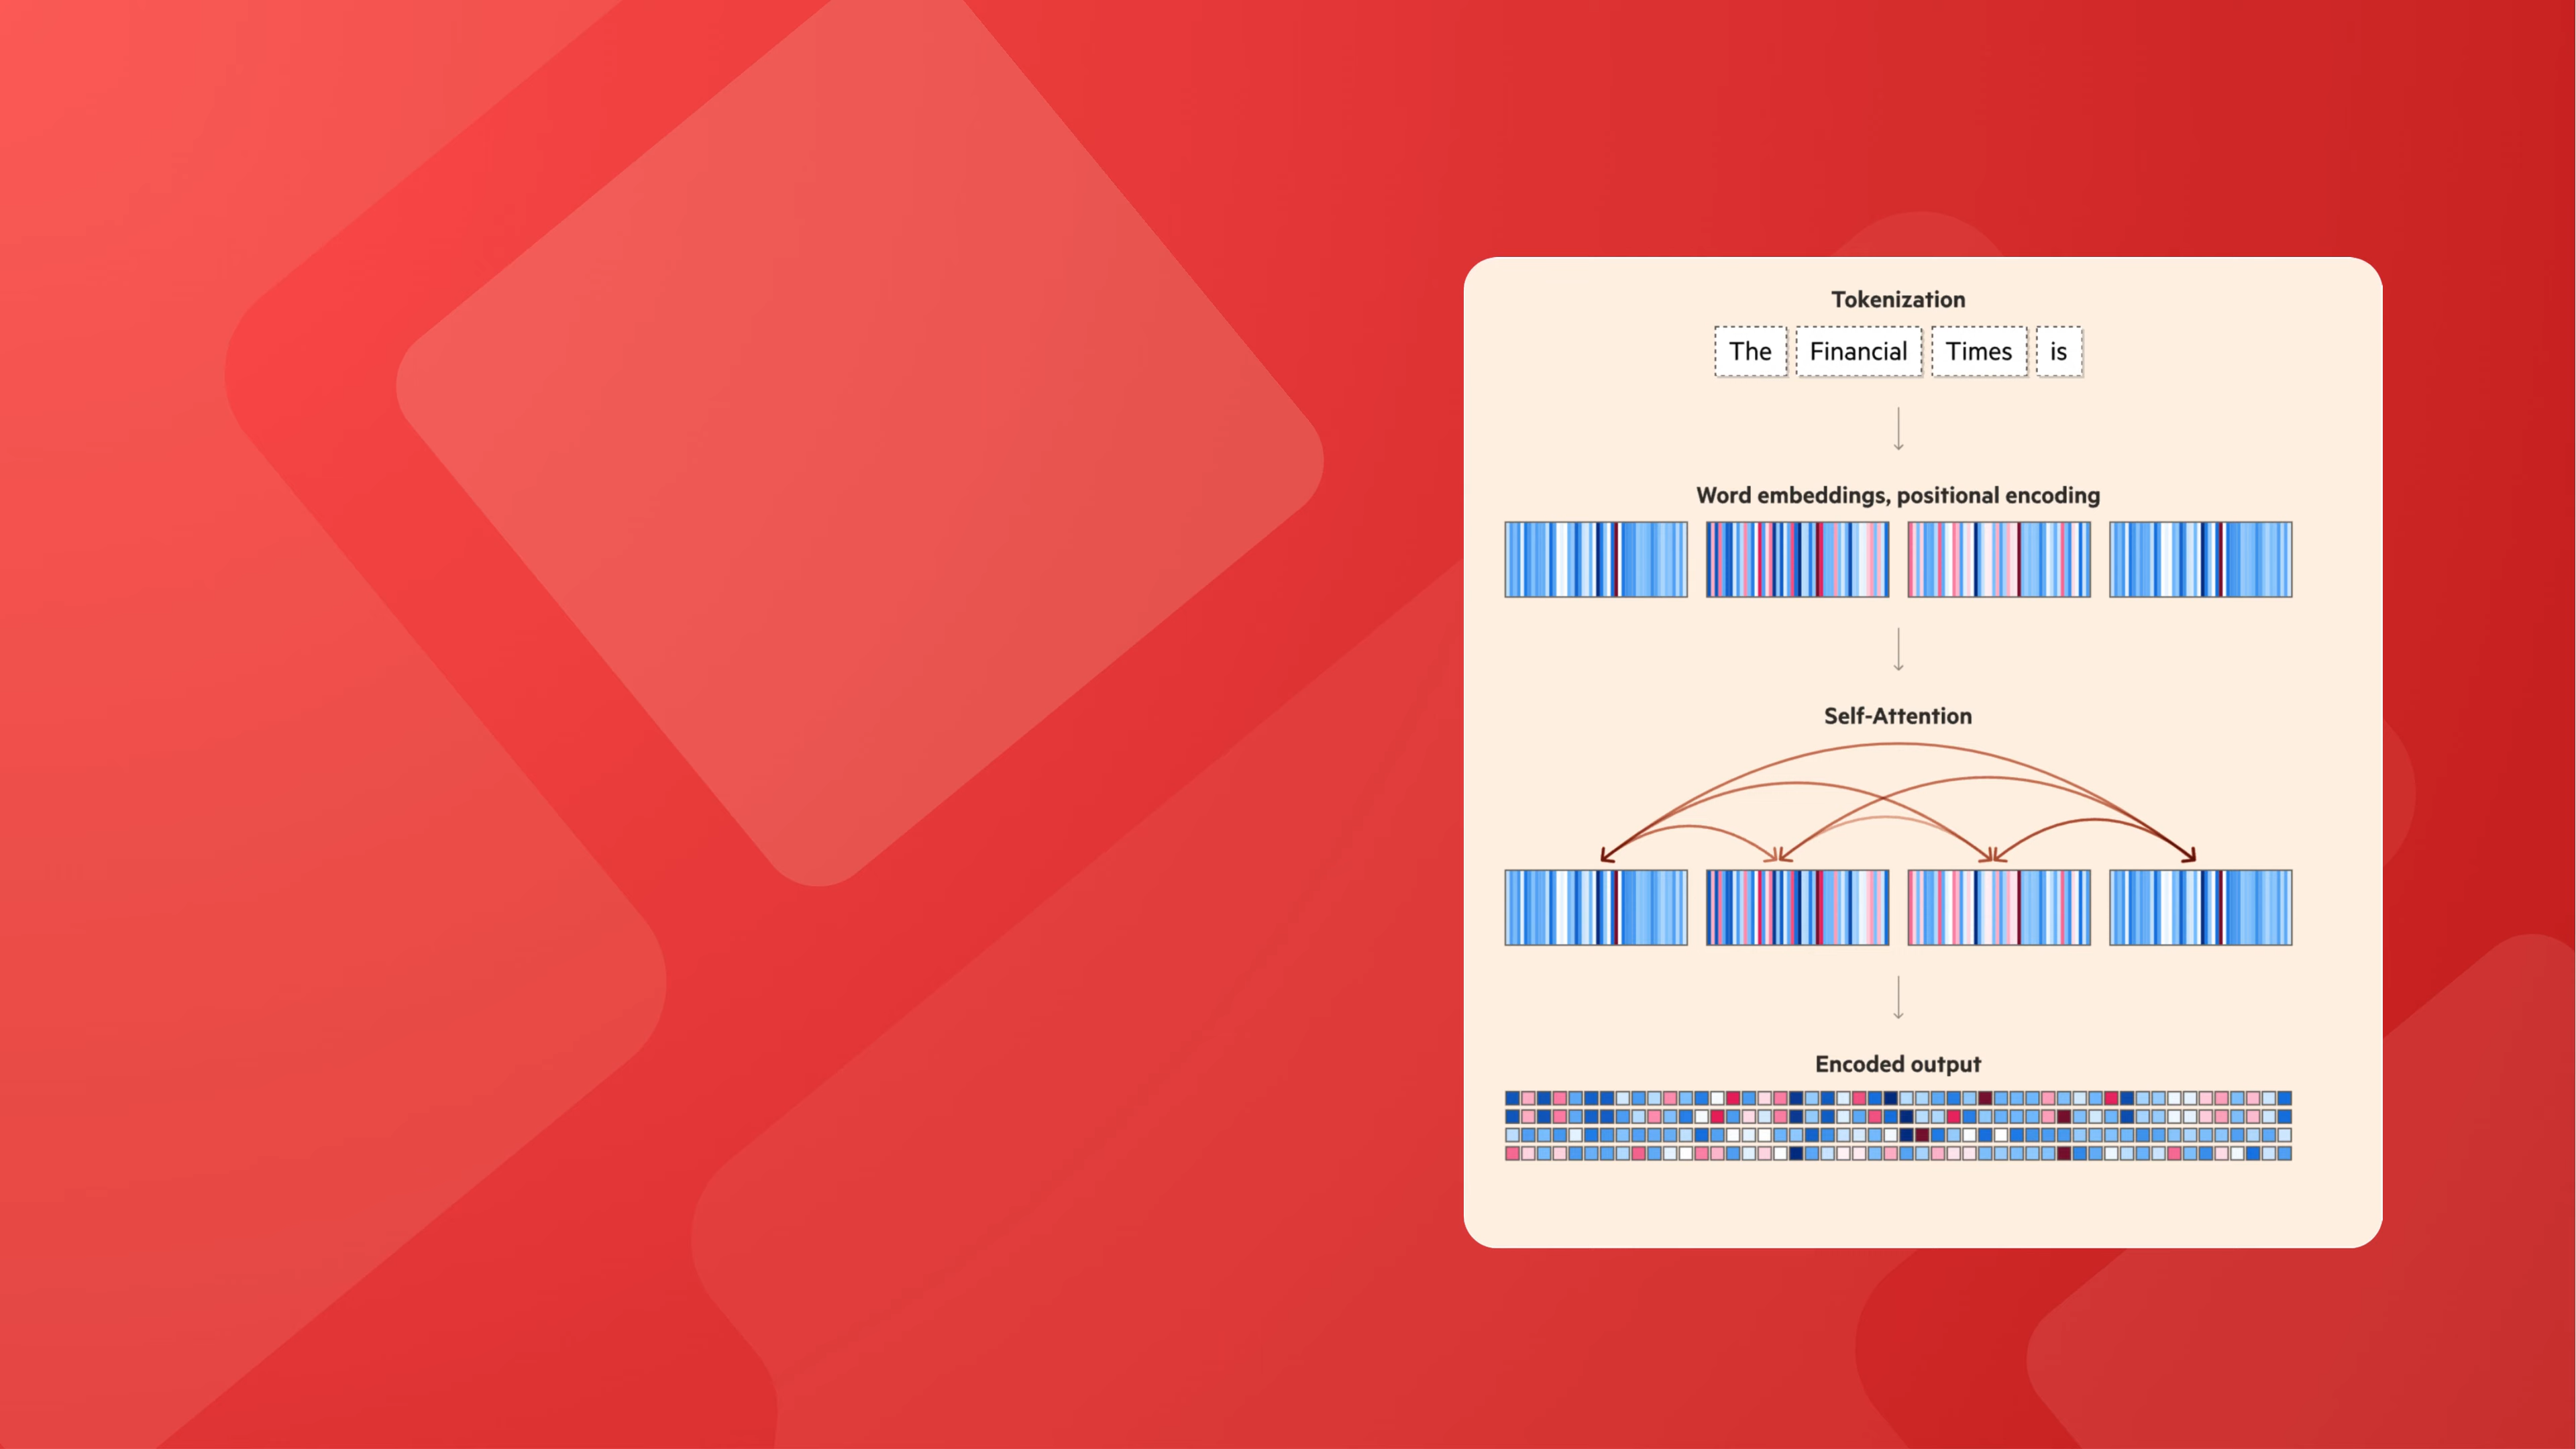 Tokenization
The Financial Times is
Word embeddings, positional encoding
Self-Attention
Encoded output